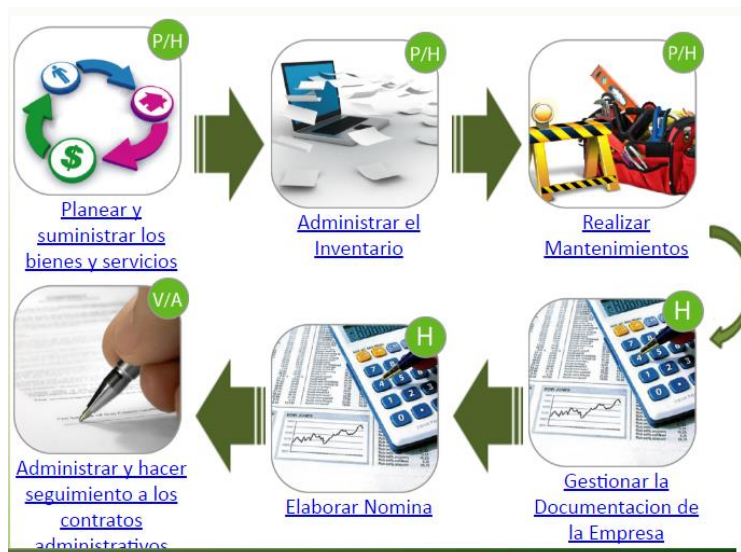 P/H
Planear y
suministrar los
bienes y servicios
P/H
Administrar el
Inventario
P/H
Realizar
Mantenimientos
H
Gestionar la
Documentacion de
la Empresa
H
Elaborar Nomina
V/A
Administrar y hacer
seguimiento a los
contratos
administrativos